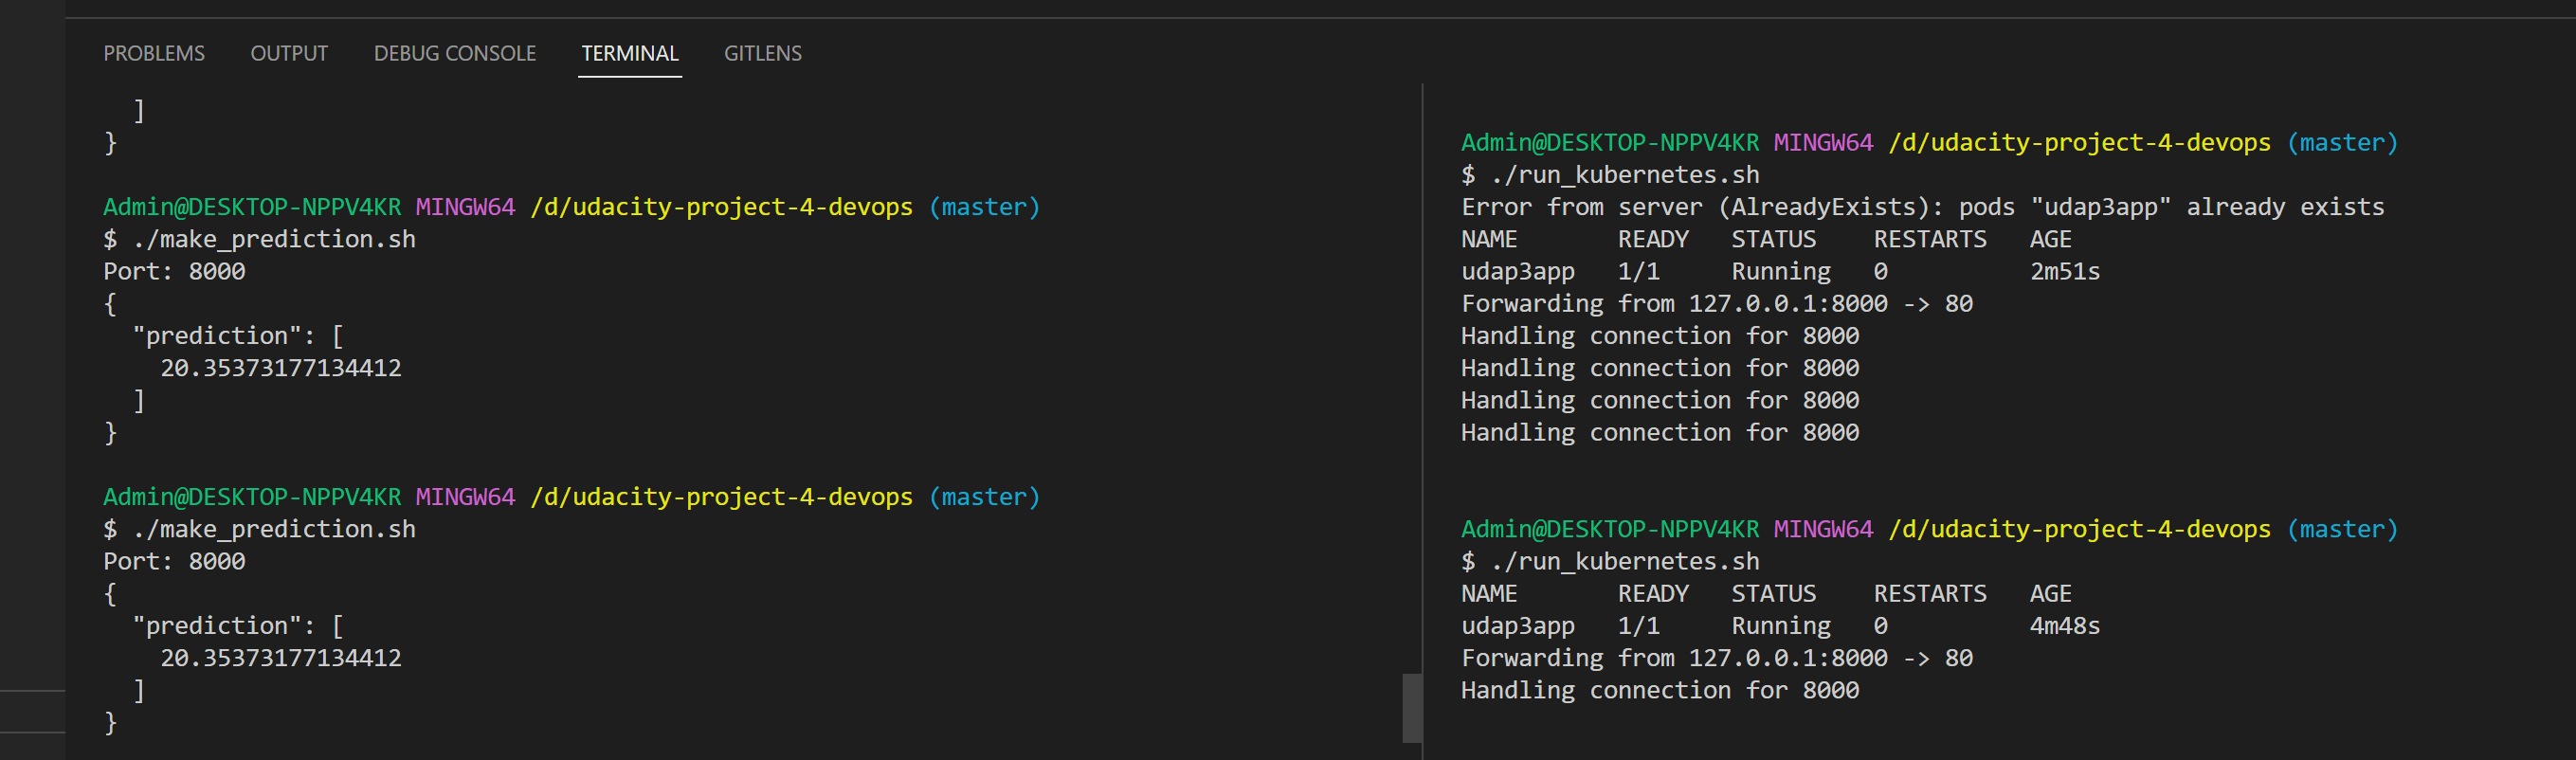 PROBLEMS OUTPUT DEBUG CONSOLE TERMINAL GITLENS
]
}
Admin@DESKTOP-NPPV4KR MINGW64 /d/udacity-project-4-devops (master)
$ ./make_prediction.sh
Port: 8000
{
"prediction": [
20.35373177134412
]
}
Admin@DESKTOP-NPPV4KR MINGW64 /d/udacity-project-4-devops (master)
$ ./make_prediction.sh
Port: 8000
{
"prediction": [
20.35373177134412
]
}
Admin@DESKTOP-NPPV4KR MINGW64 /d/udacity-project-4-devops (master)
$ ./run_kubernetes.sh
Error from server (AlreadyExists): pods "udap3app" already exists
NAME READY STATUS RESTARTS AGE
udap3app 1/1 Running 0 2m51s
Forwarding from 127.0.0.1:8000 -> 80
Handling connection for 8000
Handling connection for 8000
Handling connection for 8000
Handling connection for 8000
Admin@DESKTOP-NPPV4KR MINGW64 /d/udacity-project-4-devops (master)
$ ./run_kubernetes.sh
NAME READY STATUS RESTARTS AGE
udap3app 1/1 Running 0 4m48s
Forwarding from 127.0.0.1:8000 -> 80
Handling connection for 8000